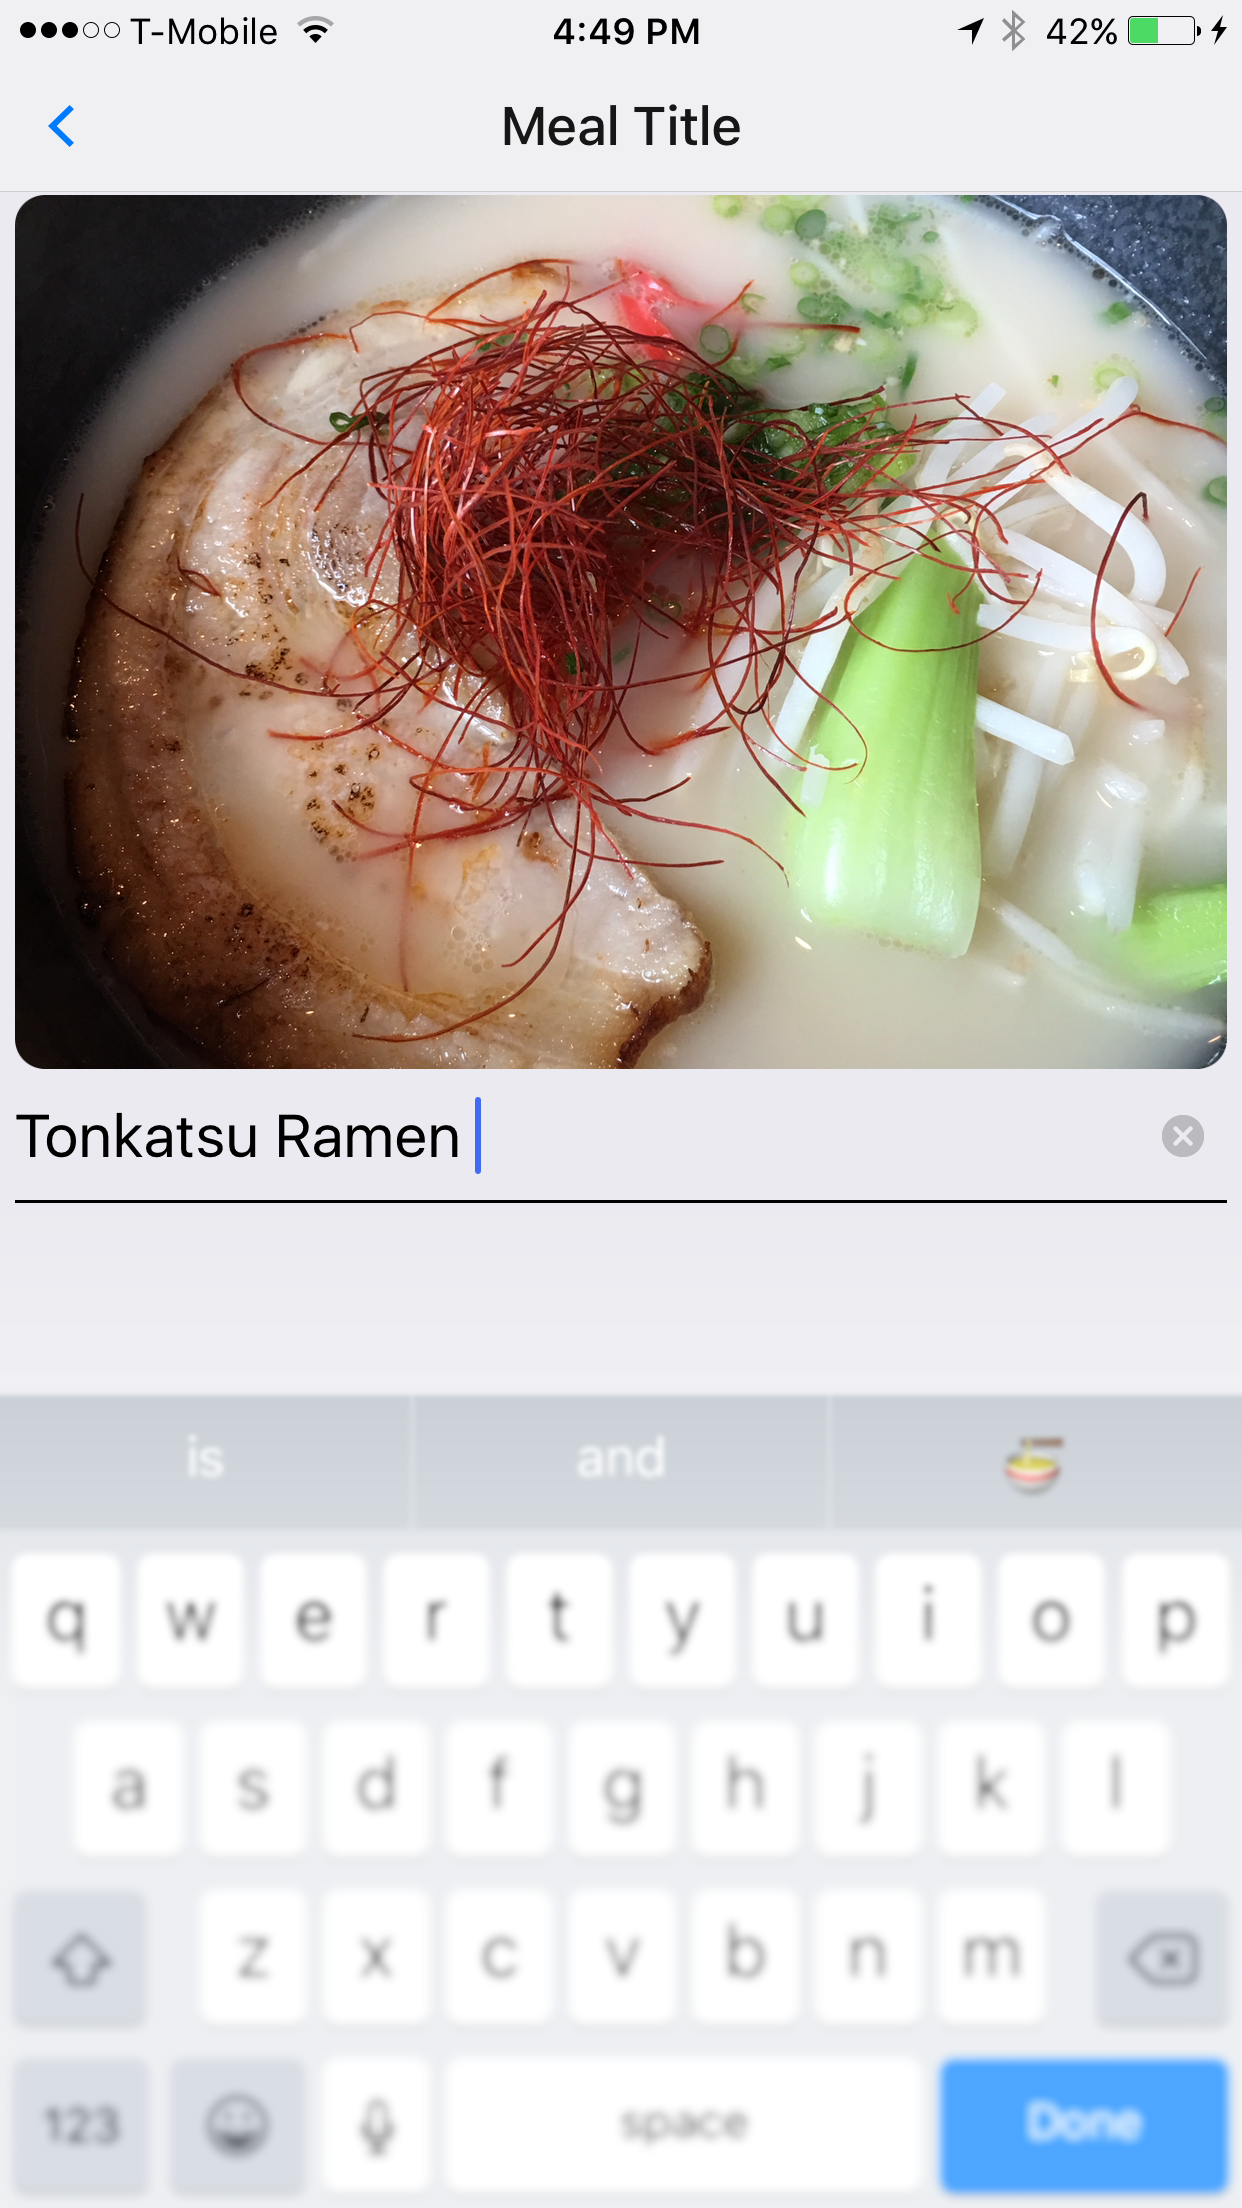 T-Mobile 4:49 PM 42%
Meal Title
Tonkatsu Ramen
is and
q w e r t y u i o p
a s d f g h j k l
z x c v b n m
123 space Done